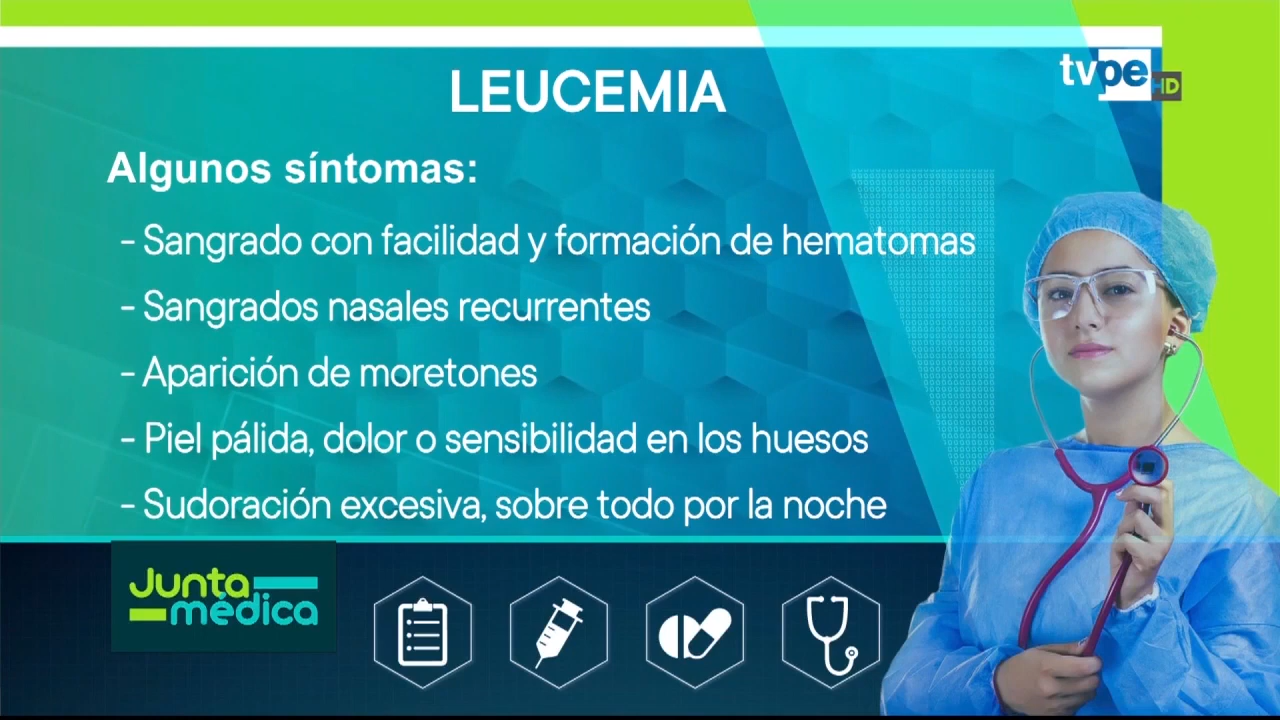 tvpe HD
LEUCEMIA
Algunos síntomas:
- Sangrado con facilidad y formación de hematomas
- Sangrados nasales recurrentes
- Aparición de moretones
- Piel pálida, dolor o sensibilidad en los huesos
- Sudoración excesiva, sobre todo por la noche
Junta
médica